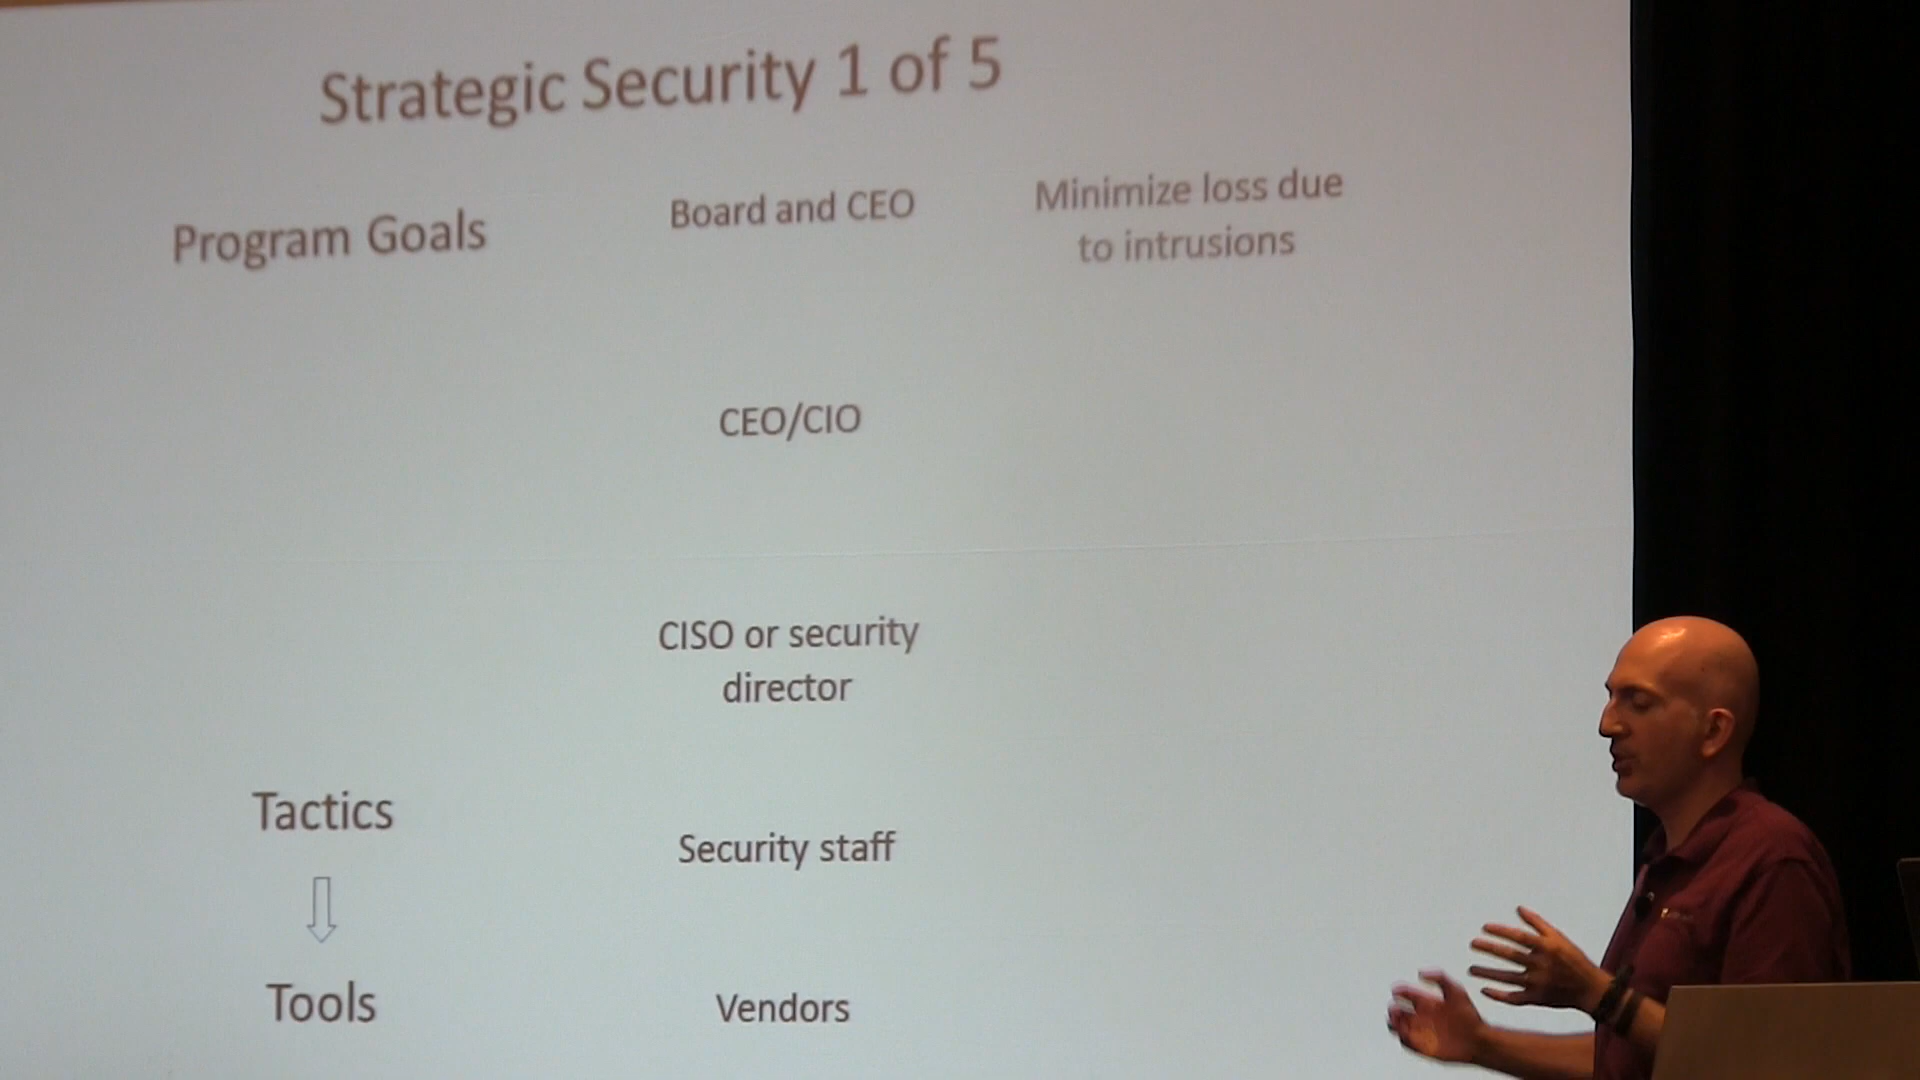 Strategic Security 1 of 5
Program Goals
Board and CEO
Minimize loss due
to intrusions
CEO/CIO
CISO or security
director
Tactics
Security staff
Tools
Vendors